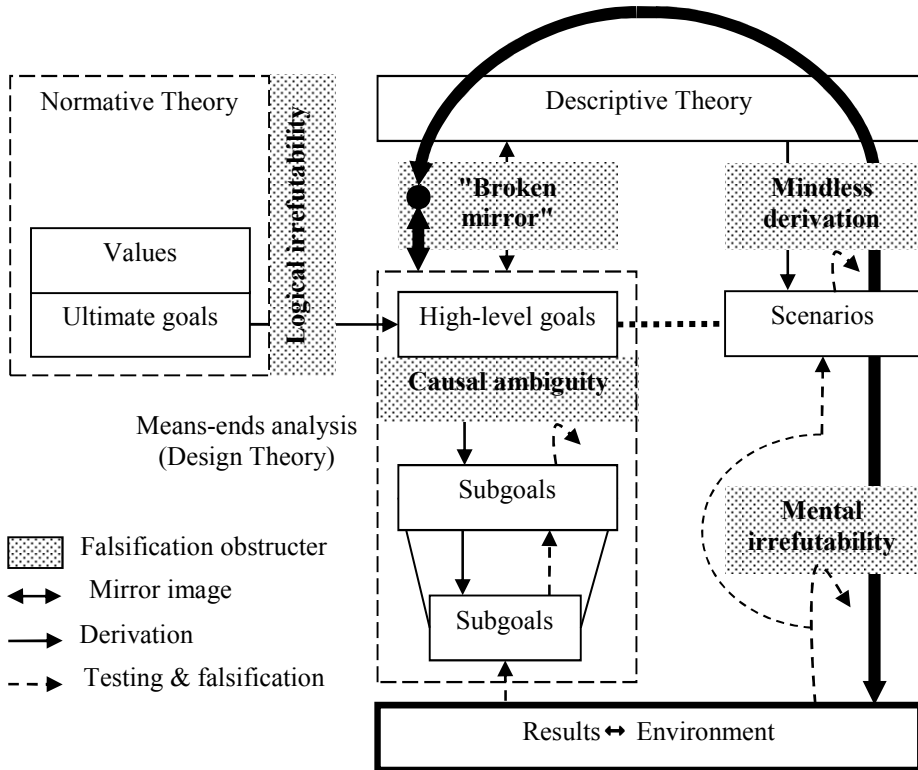 Normative Theory
Logical irrefutability
Descriptive Theory
"Broken
mirror"
Mindless
derivation
Values
Ultimate goals
High-level goals
Scenarios
Causal ambiguity
Means-ends analysis
(Design Theory)
Subgoals
Mental
irrefutability
Falsification obstructer
Mirror image
Derivation
Testing & falsification
Subgoals
Results ↔ Environment